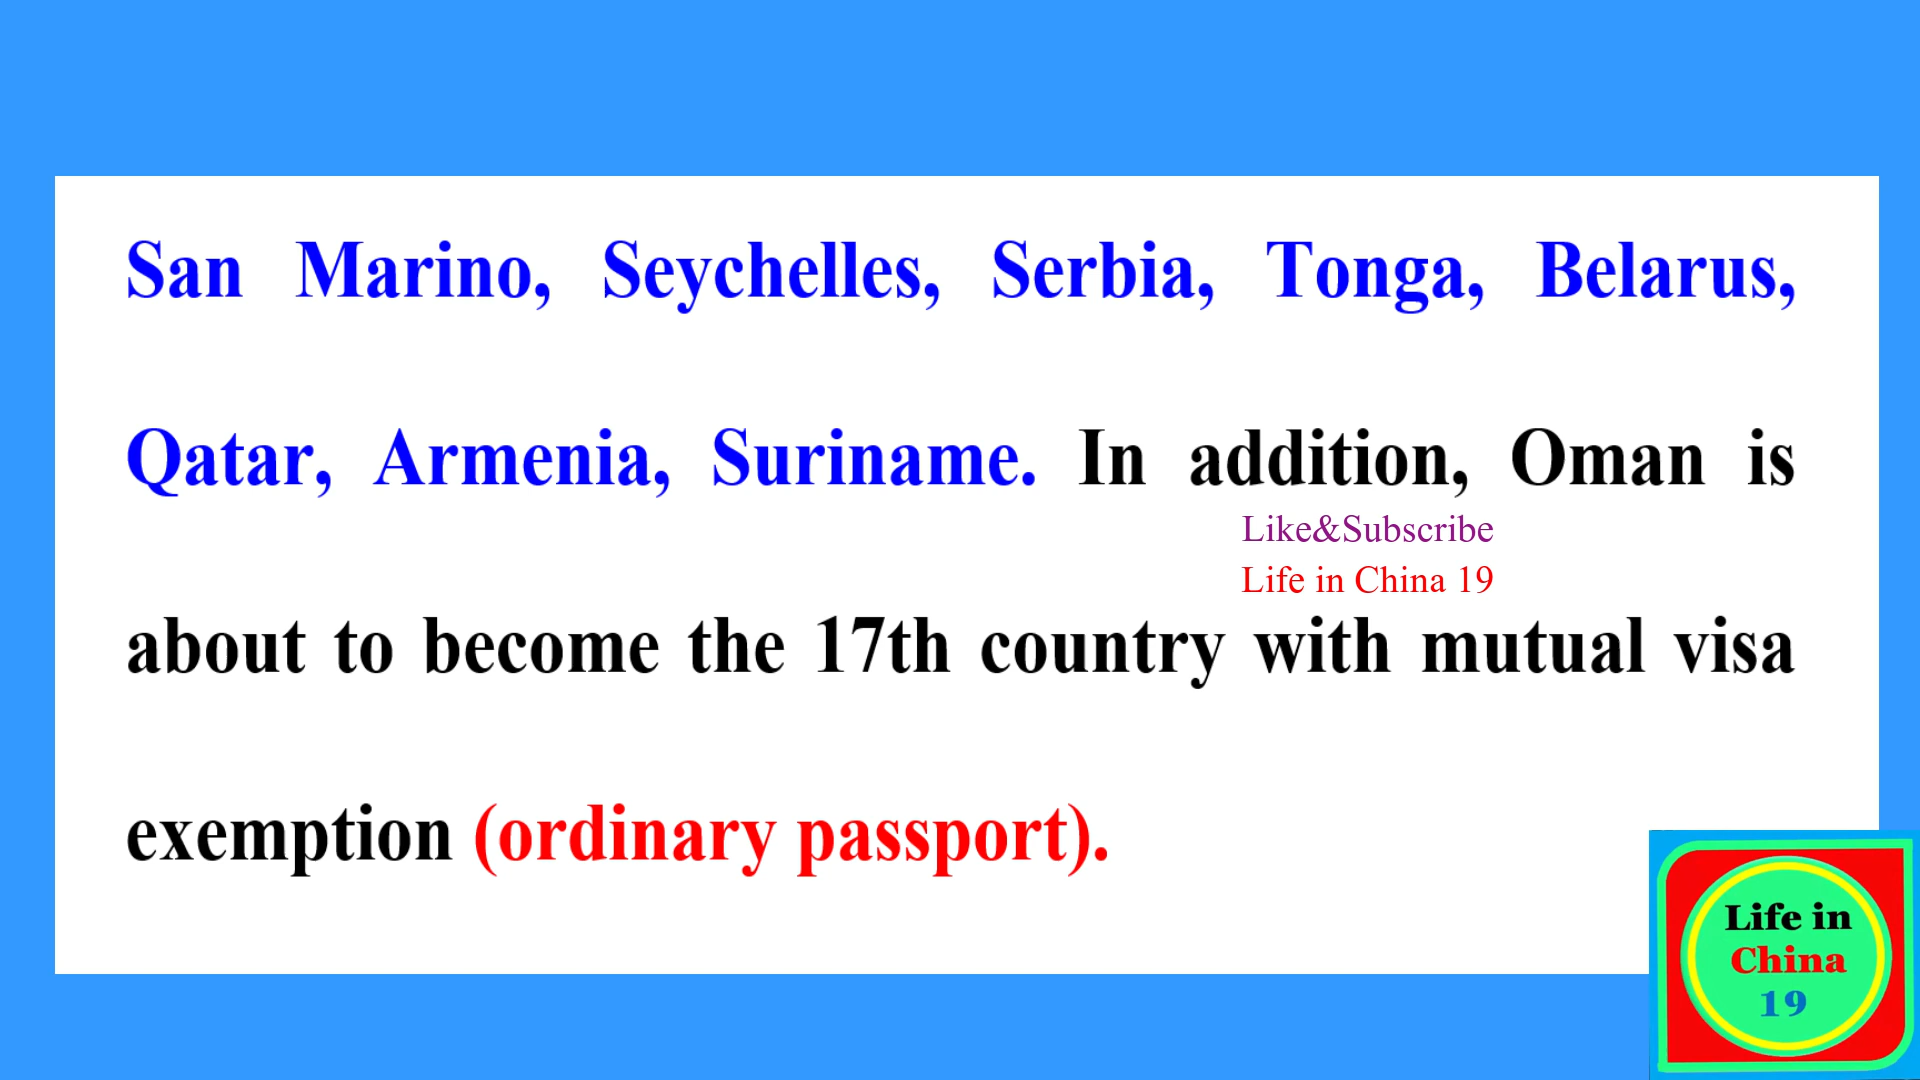 San Marino, Seychelles, Serbia, Tonga, Belarus,
Qatar, Armenia, Suriname. In addition, Oman is
Like&Subscribe
Life in China 19
about to become the 17th country with mutual visa
exemption (ordinary passport).
Life in
China
19